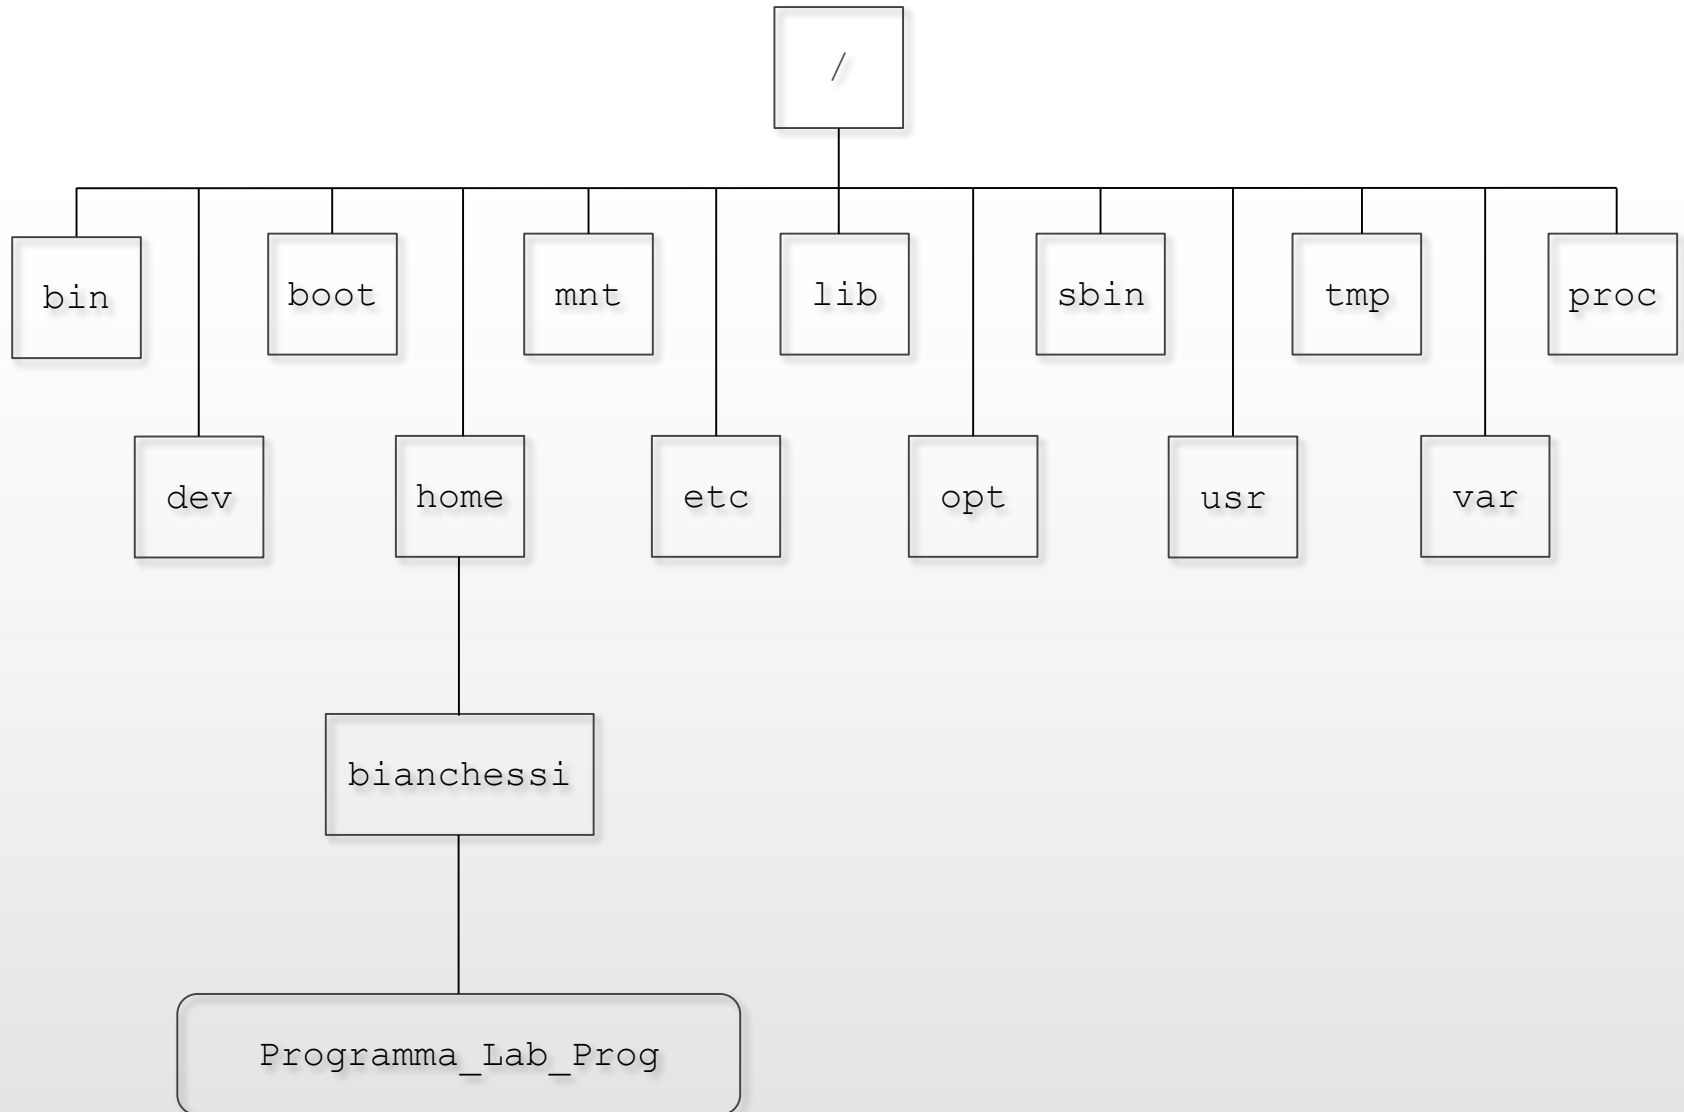 /
bin
boot
mnt
lib
sbin
tmp
proc
dev
home
etc
opt
usr
var
bianchessi
Programma_Lab_Prog